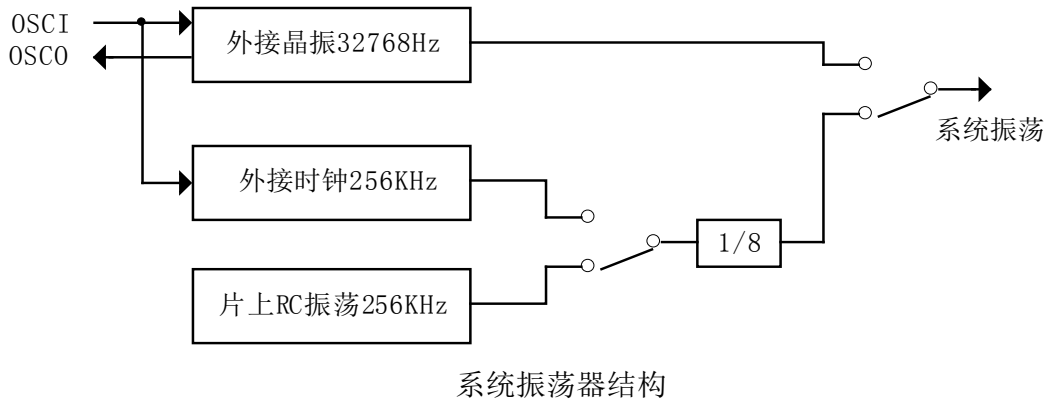 OSCI
OSCO
外接晶振32768Hz
系统振荡
外接时钟256KHz
1/8
片上RC振荡256KHz
系统振荡器结构